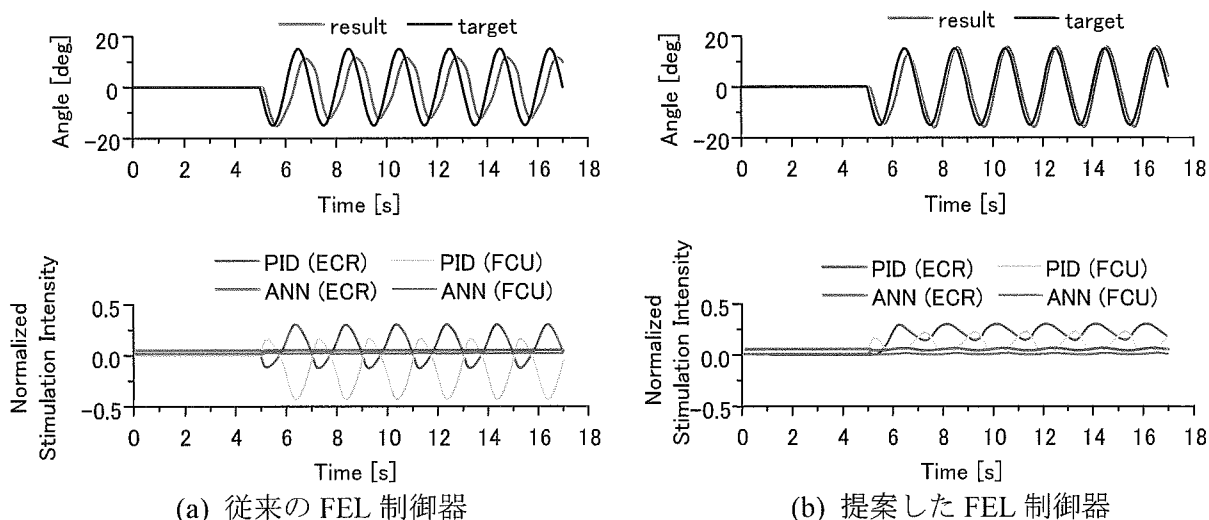 result target
20
0
-20
Angle [deg]
0 2 4 6 8 10 12 14 16 18
Time [s]
PID (ECR) PID (FCU)
ANN (ECR) ANN (FCU)
0.5
0.0
-0.5
Normalized
Stimulation Intensity
0 2 4 6 8 10 12 14 16 18
Time [s]
(a) 従来の FEL 制御器
result target
20
0
-20
Angle [deg]
0 2 4 6 8 10 12 14 16 18
Time [s]
PID (ECR) PID (FCU)
ANN (ECR) ANN (FCU)
0.5
0.0
-0.5
Normalized
Stimulation Intensity
0 2 4 6 8 10 12 14 16 18
Time [s]
(b) 提案した FEL 制御器